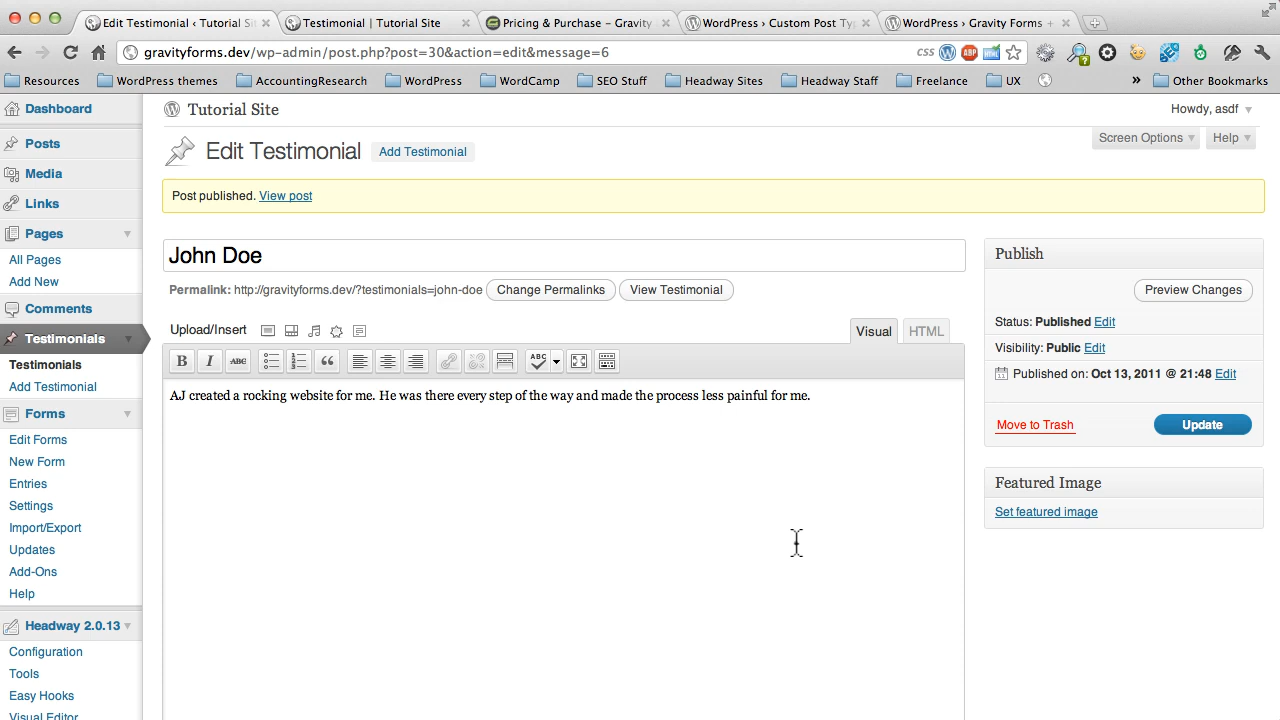 Edit Testimonial ‹ Tutorial Sit
Testimonial | Tutorial Site
Pricing & Purchase – Gravity
WordPress › Custom Post Typ
WordPress › Gravity Forms +
gravityforms.dev/wp-admin/post.php?post=30&action=edit&message=6
CSS
ABP
Resources
WordPress themes
AccountingResearch
WordPress
WordCamp
SEO Stuff
Headway Sites
Headway Staff
Freelance
UX
»
Other Bookmarks
Tutorial Site
Howdy, asdf
Screen Options
Help
Edit Testimonial
Add Testimonial
Post published. View post
Dashboard
Posts
Media
Links
Pages
All Pages
Add New
Comments
Testimonials
Testimonials
Add Testimonial
Forms
Edit Forms
New Form
Entries
Settings
Import/Export
Updates
Add-Ons
Help
Headway 2.0.13
Configuration
Tools
Easy Hooks
Visual Editor
John Doe
Permalink: http://gravityforms.dev/?testimonials=john-doe
Change Permalinks
View Testimonial
Upload/Insert
Visual
HTML
B
I
ABC
ABC
AJ created a rocking website for me. He was there every step of the way and made the process less painful for me.
Publish
Preview Changes
Status: Published Edit
Visibility: Public Edit
Published on: Oct 13, 2011 @ 21:48 Edit
Move to Trash
Update
Featured Image
Set featured image